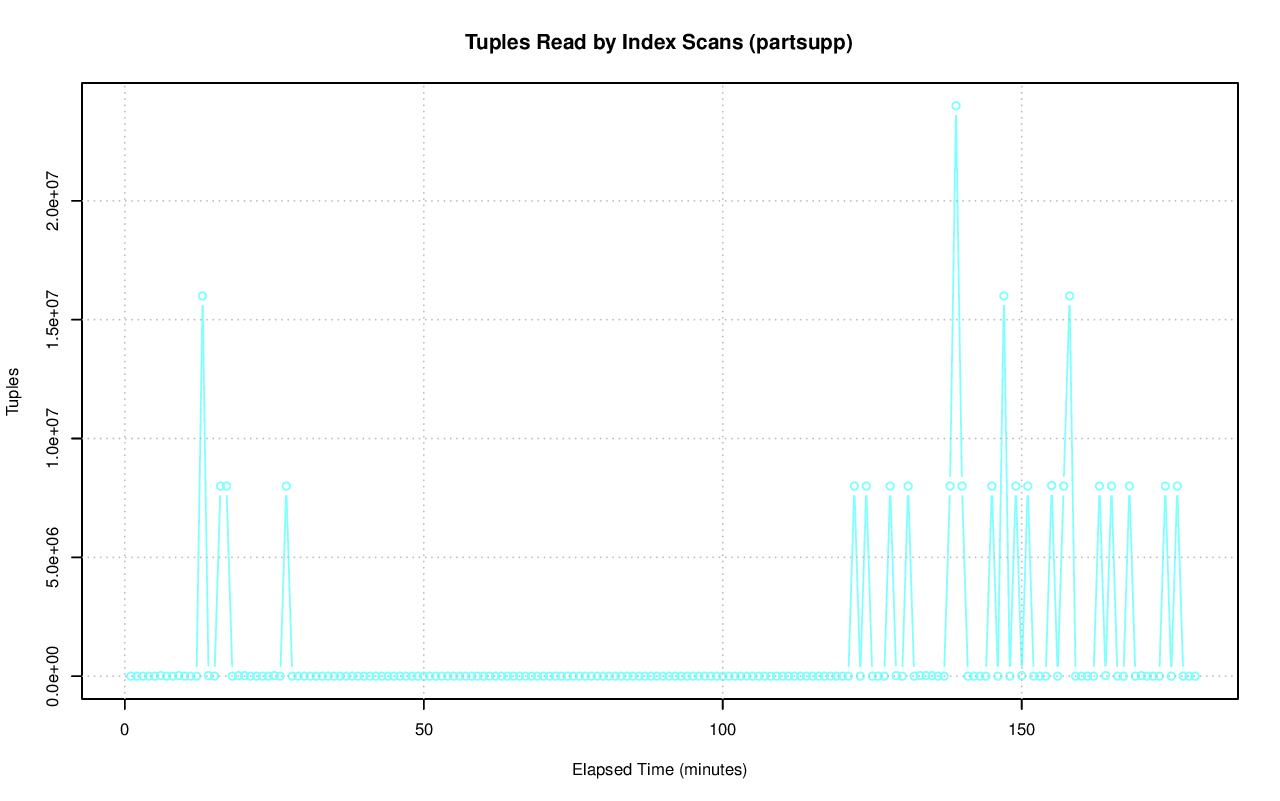 Tuples Read by Index Scans (partsupp)
Tuples
2.0e+07
1.5e+07
1.0e+07
5.0e+06
0.0e+00
0 50 100 150
Elapsed Time (minutes)